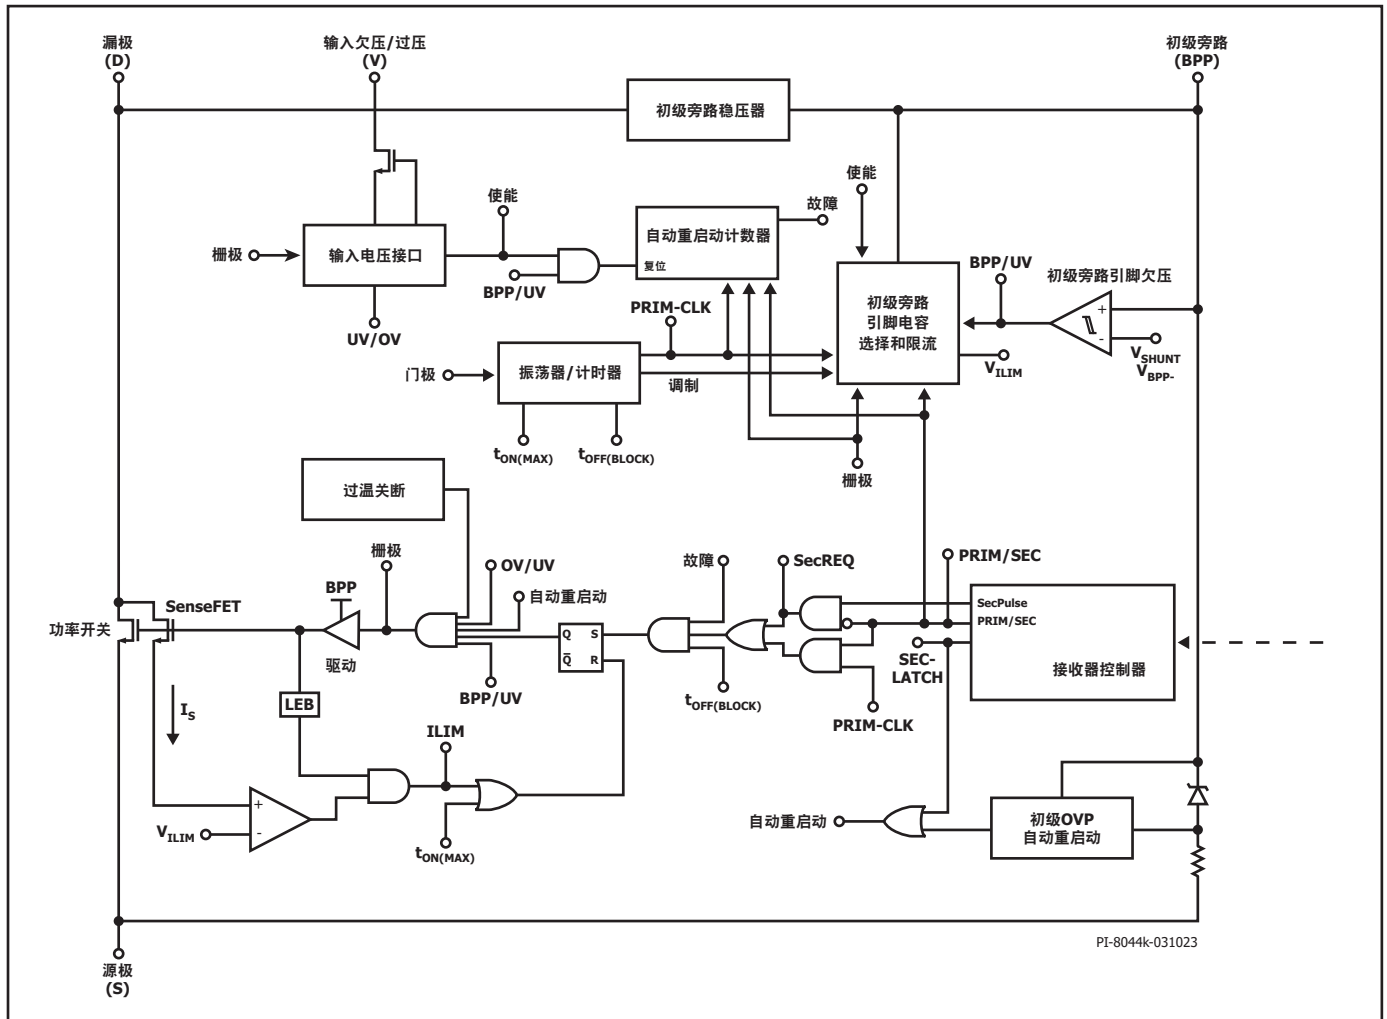 漏极
(D)
输入欠压/过压
(V)
初级旁路
(BPP)
初级旁路稳压器
使能
使能
故障
自动重启动计数器
复位
栅极
输入电压接口
BPP/UV
BPP/UV
初级旁路引脚欠压
初级旁路
引脚电容
选择和限流
+
-
PRIM-CLK
UV/OV
VSHUNT
VBPP-
VILIM
门极
振荡器/计时器
调制
tON(MAX)
tOFF(BLOCK)
栅极
过温关断
栅极
OV/UV
故障
SecREQ
PRIM/SEC
BPP
自动重启动
SenseFET
SecPulse
PRIM/SEC
功率开关
Q
S
Q
R
驱动
SEC-
LATCH
接收器控制器
BPP/UV
tOFF(BLOCK)
LEB
IS
PRIM-CLK
ILIM
+
-
VILIM
tON(MAX)
自动重启动
初级OVP
自动重启动
PI-8044k-031023
源极
(S)